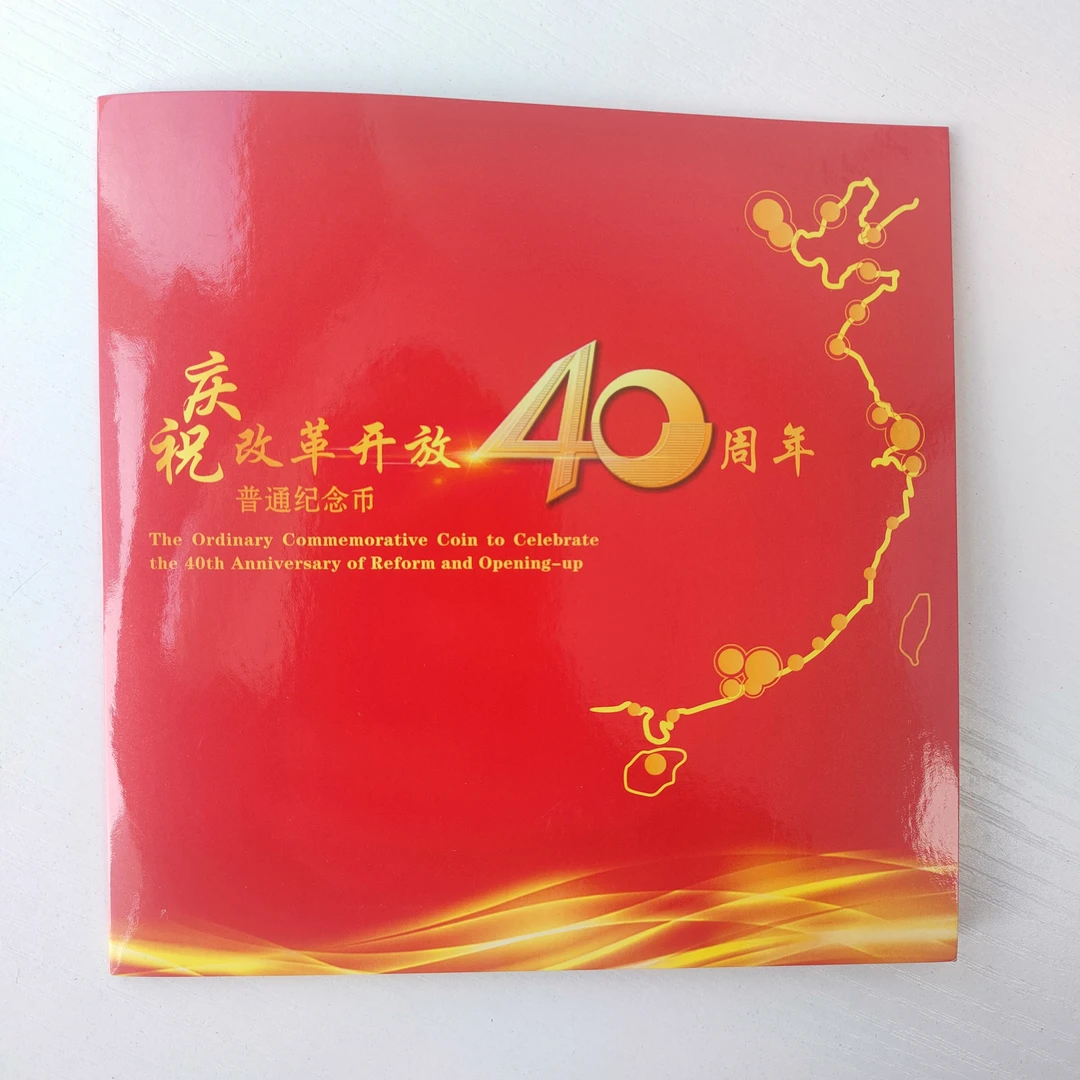 庆祝改革开放40周年
普通纪念币
The Ordinary Commemorative Coin to Celebrate
the 40th Anniversary of Reform and Opening-up